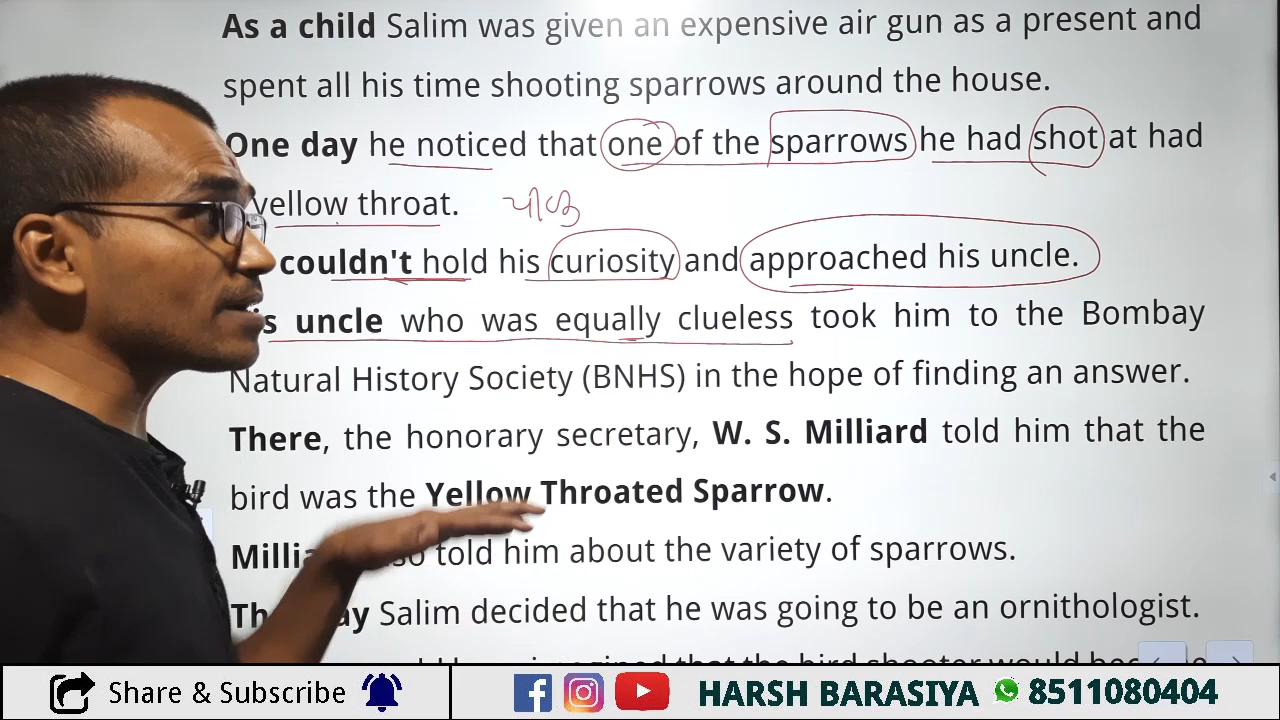 As a child Salim was given an expensive air gun as a present and
spent all his time shooting sparrows around the house.
One day he noticed that one of the sparrows he had shot at had
yellow throat.
couldn't hold his curiosity and approached his uncle.
uncle who was equally clueless took him to the Bombay
Natural History Society (BNHS) in the hope of finding an answer.
There, the honorary secretary, W. S. Milliard told him that the
bird was the Yellow Throated Sparrow.
told him about the variety of sparrows.
Salim decided that he was going to be an ornithologist.
that the bird shooter would
Share & Subscribe
HARSH BARASIYA 8511080404